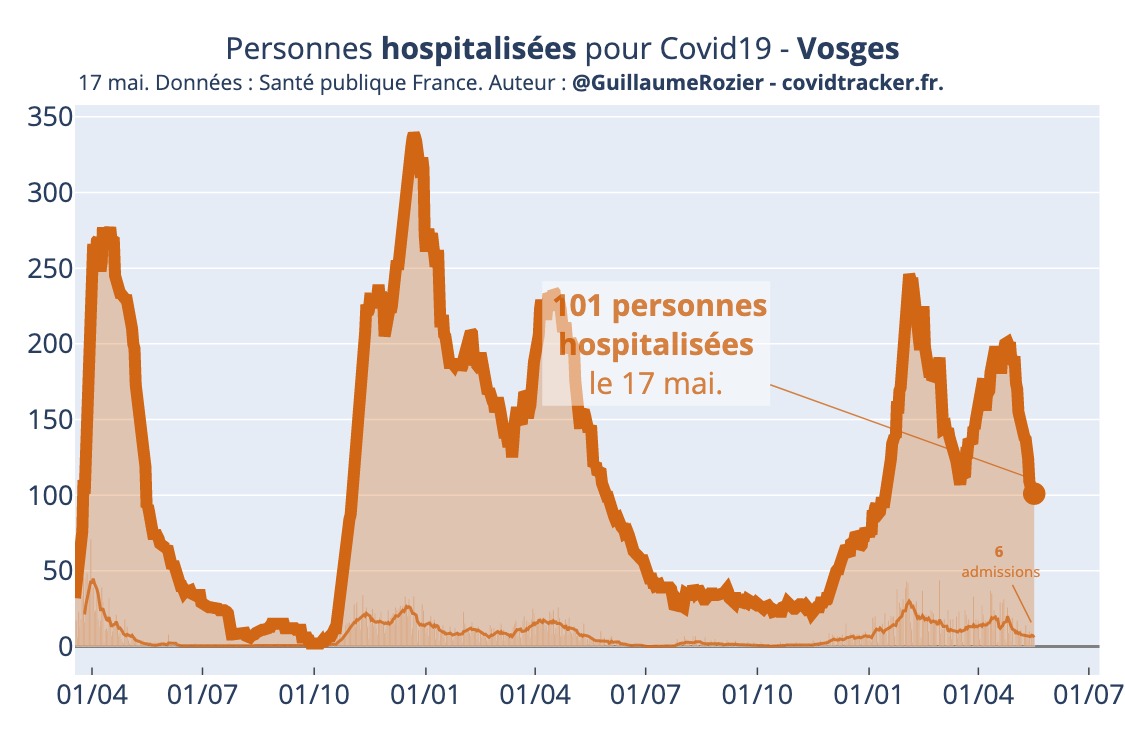 Personnes hospitalisées pour Covid19 - Vosges
17 mai. Données : Santé publique France. Auteur : @GuillaumeRozier - covidtracker.fr.
350
300
250
200
150
100
50
0
101 personnes
hospitalisées
le 17 mai.
6
admissions
01/04 01/07 01/10 01/01 01/04 01/07 01/10 01/01 01/04 01/07